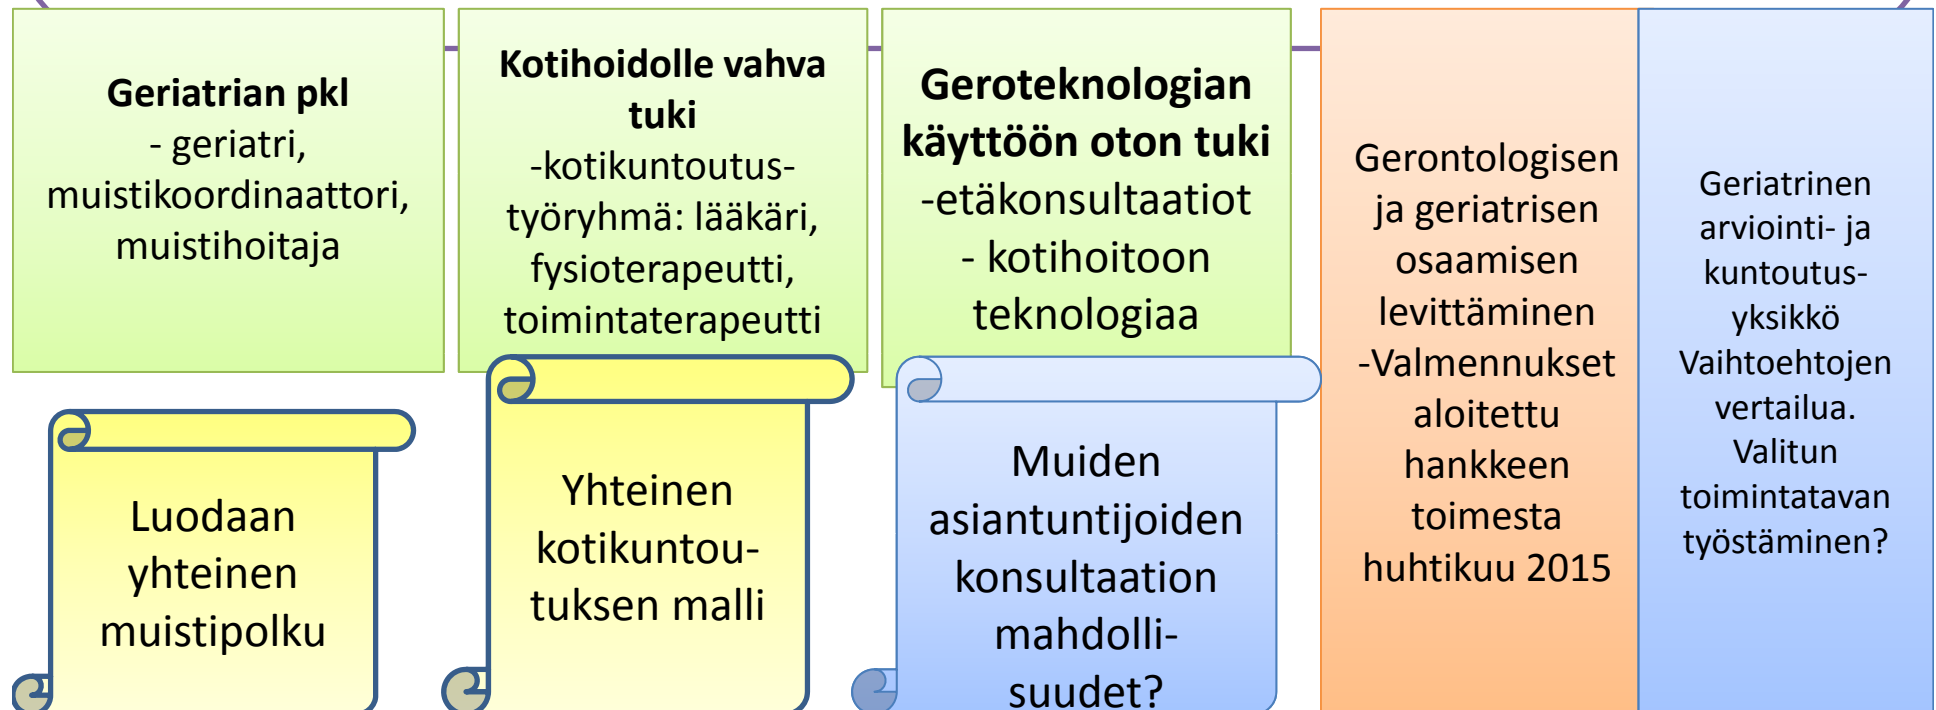 Geriatrian pkl
- geriatri,
muistikoordinaattori,
muistihoitaja
Kotihoidolle vahva
tuki
-kotikuntoutus-
työryhmä: lääkäri,
fysioterapeutti,
toimintaterapeutti
Geroteknologian
käyttöön oton tuki
-etäkonsultaatiot
- kotihoitoon
teknologiaa
Gerontologisen
ja geriatrisen
osaamisen
levittäminen
-Valmennukset
aloitettu
hankkeen
toimesta
huhtikuu 2015
Geriatrinen
arviointi- ja
kuntoutus-
yksikkö
Vaihtoehtojen
vertailua.
Valitun
toimintatavan
työstäminen?
Luodaan
yhteinen
muistipolku
Yhteinen
kotikuntou-
tuksen malli
Muiden
asiantuntijoiden
konsultaation
mahdolli-
suudet?